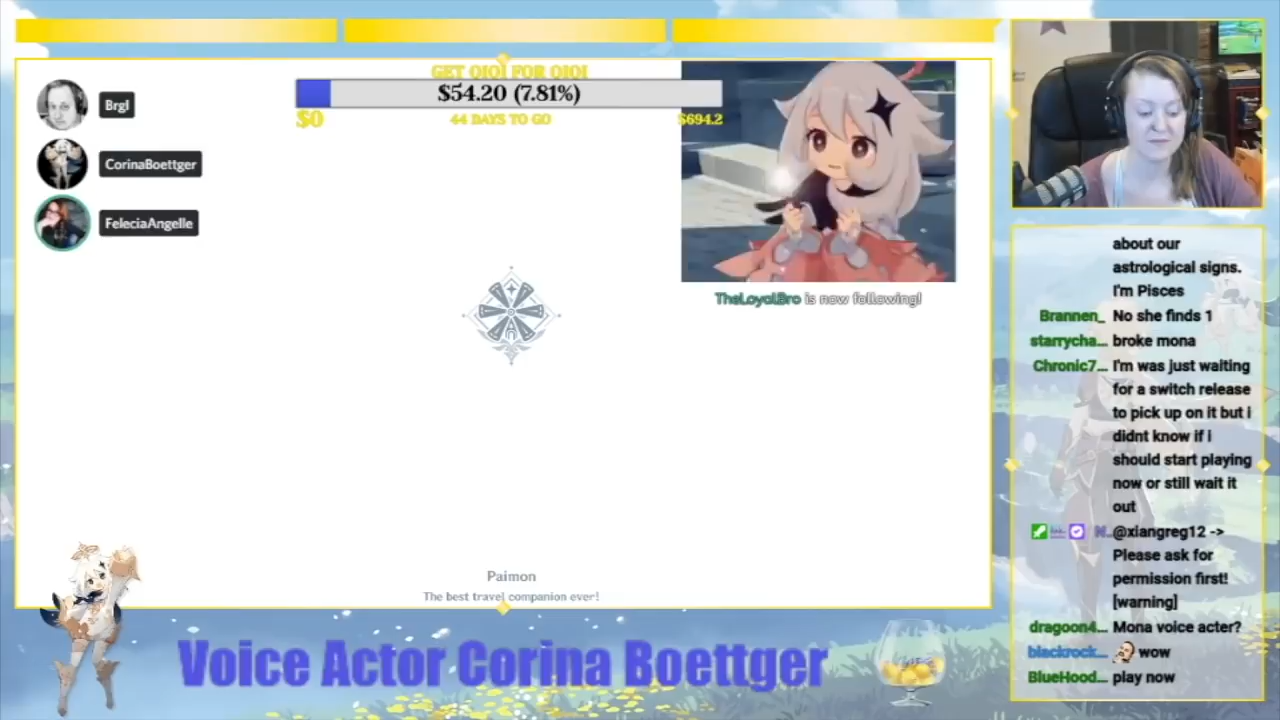 GET QIQI FOR QIQI
$54.20 (7.81%)
$0
44 DAYS TO GO
$694.2
Brgl
CorinaBoettger
FeleciaAngelle
TheLoyalBro is now following!
Paimon
The best travel companion ever!
Voice Actor Corina Boettger
about our
astrological signs.
I'm Pisces
Brannen_ No she finds 1
starrycha... broke mona
Chronic7... I'm was just waiting
for a switch release
to pick up on it but i
didnt know if I
should start playing
now or still wait it
out
N.. @xiangreg12 ->
Please ask for
permission first!
[warning]
dragoon4... Mona voice acter?
blackrock... wow
BlueHood... play now